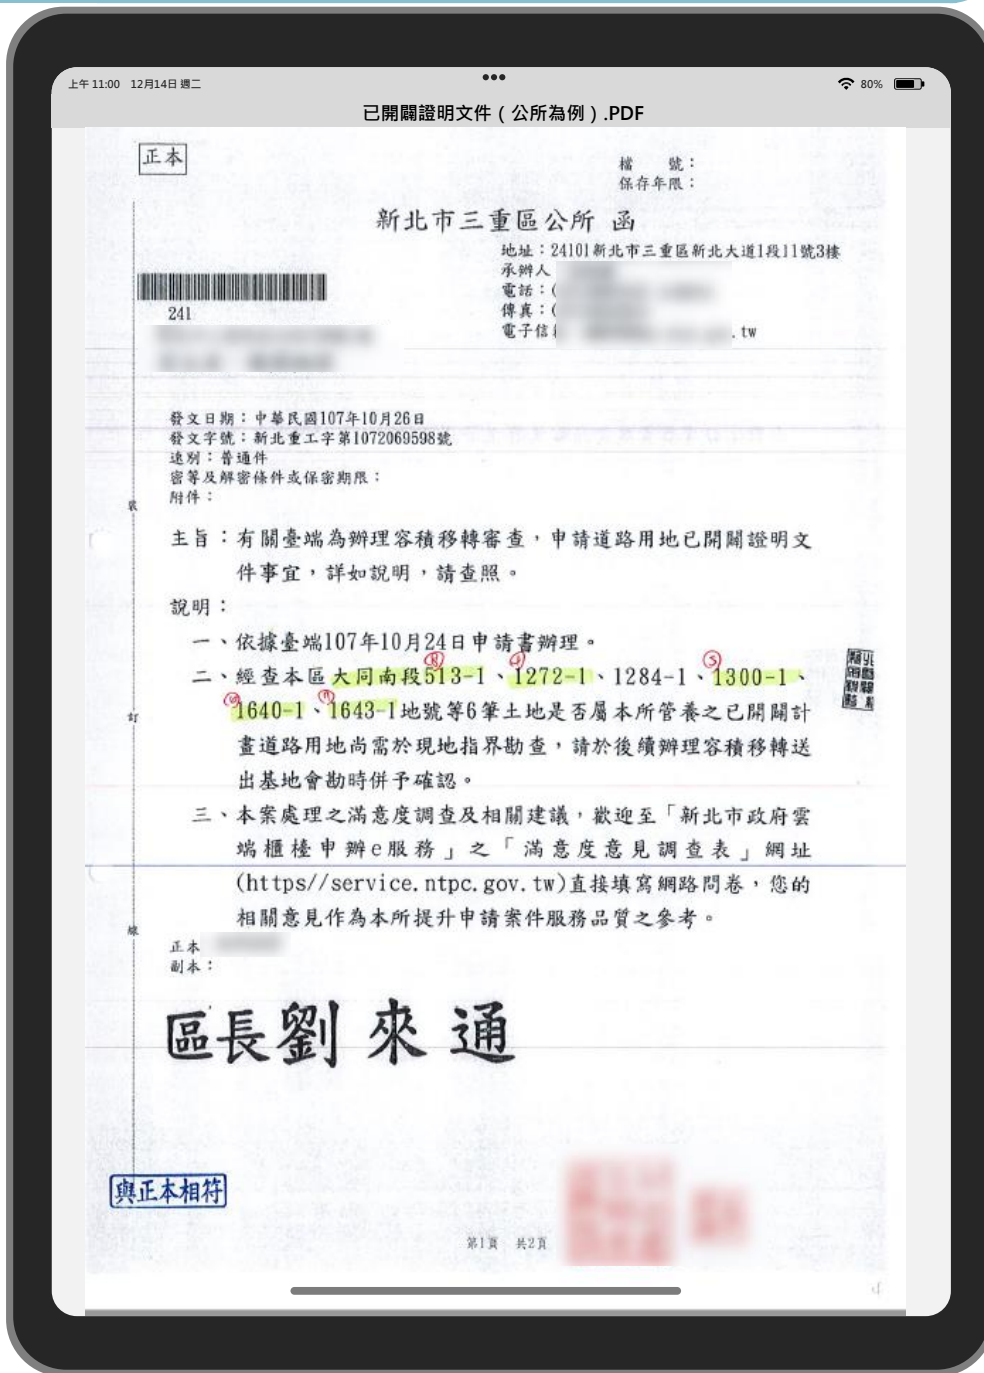 上午 11:00 12月14日 週二
80%
已開闢證明文件（公所為例）.PDF
正本
檔　　號：
保存年限：
新北市三重區公所 函
地址：24101新北市三重區新北大道1段11號3樓
承辦人
電話：(
傳真：(
電子信
.tw
241
發文日期：中華民國107年10月26日
發文字號：新北重工字第1072069598號
速別：普通件
密等及解密條件或保密期限：
附件：
裝
主旨：有關臺端為辦理容積移轉審查，申請道路用地已開闢證明文
件事宜，詳如說明，請查照。
說明：
一、依據臺端107年10月24日申請書辦理。
二、經查本區大同南段513-1、1272-1、1284-1、1300-1、
1640-1、1643-1地號等6筆土地是否屬本所管養之已開闢計
訂
畫道路用地尚需於現地指界勘查，請於後續辦理容積移轉送
出基地會勘時併予確認。
三、本案處理之滿意度調查及相關建議，歡迎至「新北市政府雲
端櫃檯申辦e服務」之「滿意度意見調查表」網址
(https//service.ntpc.gov.tw)直接填寫網路問卷，您的
相關意見作為本所提升申請案件服務品質之參考。
線
正本
副本：
區長劉來通
與正本相符
第1頁　共2頁